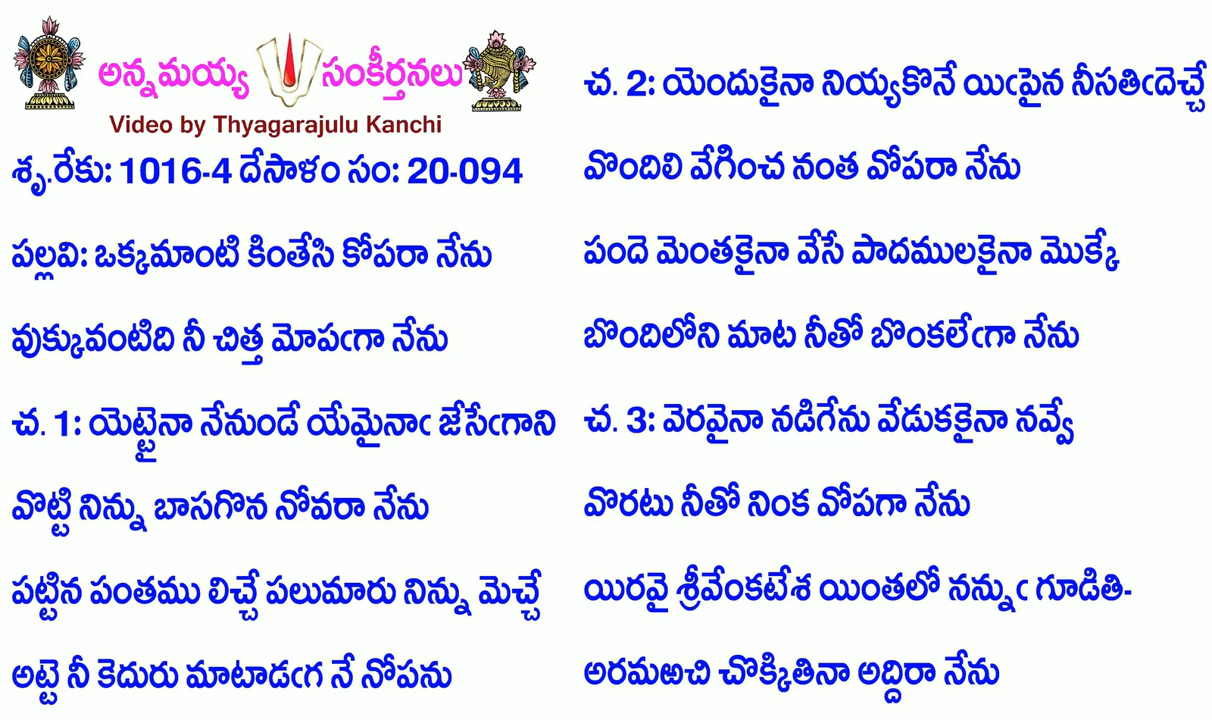 అన్నమయ్య సంకీర్తనలు
Video by Thyagarajulu Kanchi
శృ.రేకు: 1016-4 దేసాళం సం: 20-094
పల్లవి: ఒక్కమాంటి కింతేసి కోపరా నేను
వుక్కువంటిది నీ చిత్త మోపఁగా నేను
చ. 1: యెట్టైనా నేనుండే యేమైనాఁ జేసేఁగాని
వొట్టి నిన్ను బాసగొన నోవరా నేను
పట్టిన పంతము లిచ్చే పలుమారు నిన్ను మెచ్చే
అట్టె నీ కెదురు మాటాడఁగ నే నోపను
చ. 2: యెందుకైనా నియ్యకొనే యిఁపైన నీసతిఁదెచ్చే
వొందిలి వేగించ నంత వోపరా నేను
పందె మెంతకైనా వేసే పాదములకైనా మొక్కే
బొందిలోని మాట నీతో బొంకలేఁగా నేను
చ. 3: వెరవైనా నడిగేను వేడుకకైనా నవ్వే
వొరటు నీతో నింక వోపగా నేను
యిరవై శ్రీవేంకటేశ యింతలో నన్నుఁ గూడితి-
అరమఱచి చొక్కితినా అద్దిరా నేను